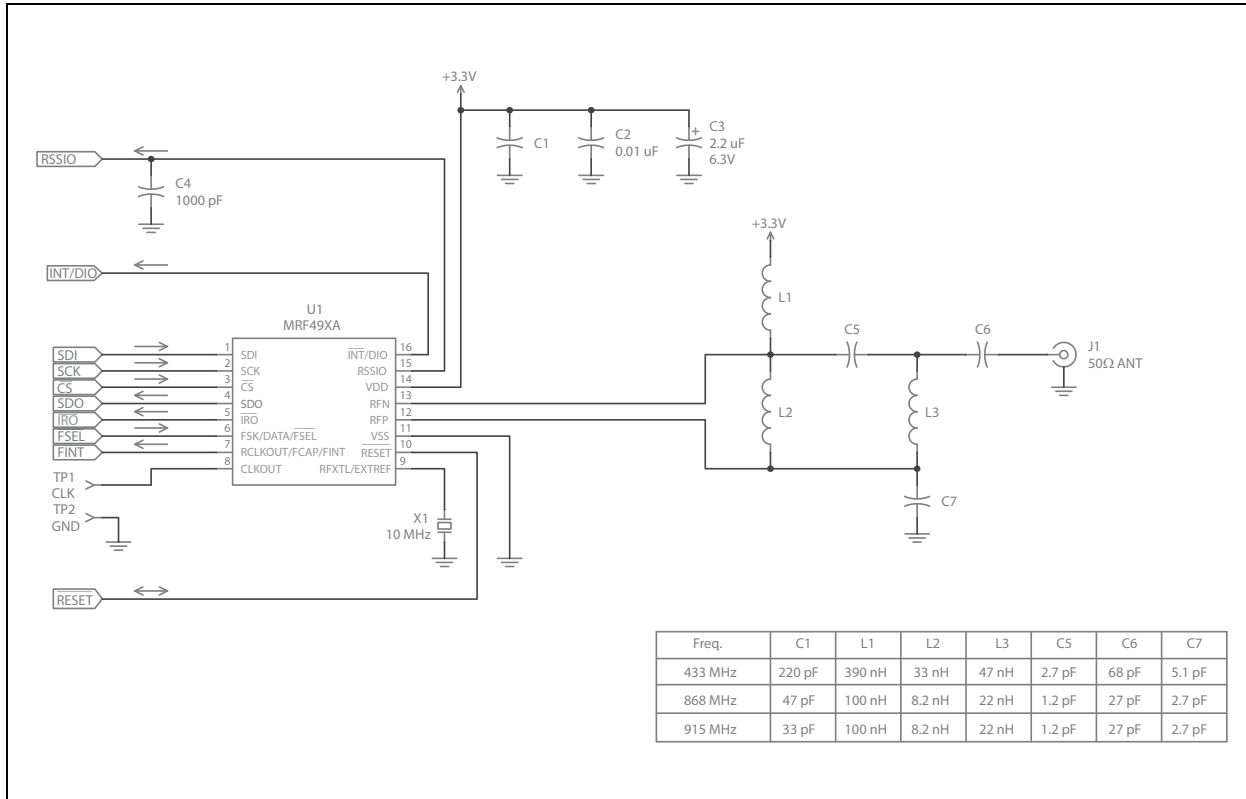 +3.3V
C1
C2
0.01 uF
+
C3
2.2 uF
6.3V
RSSIO
C4
1000 pF
INT/DIO
U1
MRF49XA
SDI
SCK
CS
SDO
IRO
FSEL
FINT
1
2
3
4
5
6
7
8
SDI
SCK
CS
SDO
IRO
FSK/DATA/FSEL
RCLKOUT/FCAP/FINT
CLKOUT
INT/DIO
RSSIO
VDD
RFN
RFP
VSS
RESET
RFXTL/EXTREF
16
15
14
13
12
11
10
9
TP1
CLK
TP2
GND
X1
10 MHz
RESET
+3.3V
L1
L2
C5
L3
C6
C7
J1
50Ω ANT
Freq. C1 L1 L2 L3 C5 C6 C7
433 MHz 220 pF 390 nH 33 nH 47 nH 2.7 pF 68 pF 5.1 pF
868 MHz 47 pF 100 nH 8.2 nH 22 nH 1.2 pF 27 pF 2.7 pF
915 MHz 33 pF 100 nH 8.2 nH 22 nH 1.2 pF 27 pF 2.7 pF